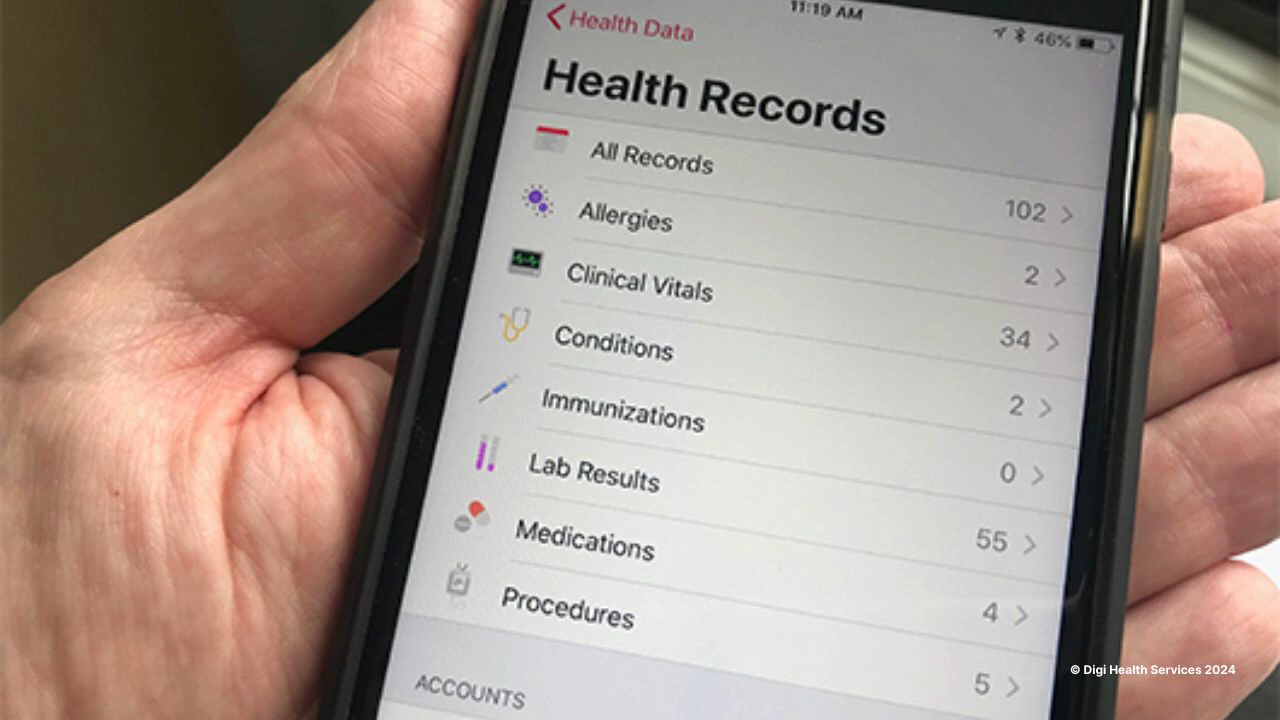 11:19 AM
46%
Health Data
Health Records
All Records 102
Allergies 2
Clinical Vitals 34
Conditions 2
Immunizations 0
Lab Results 55
Medications 4
Procedures 5
ACCOUNTS
© Digi Health Services 2024